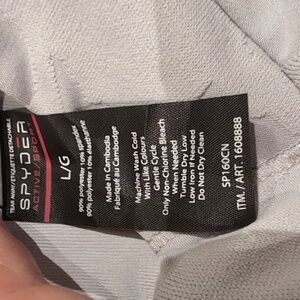 TEAR AWAY/ETIQUETTE DETACHABLE
SPYDER
ACTIVE/SPORT
L/G
90% polyester 10% spandex
90% polyester 10% élasthanne
Made in Cambodia
Fabriqué au Cambodge
Machine Wash Cold
With Like Colours
Gentle Cycle
Only Non-Chlorine Bleach
When Needed
Tumble Dry Low
Low Iron if Needed
Do Not Dry Clean
SP160CN
ITM./ ART. 1608888